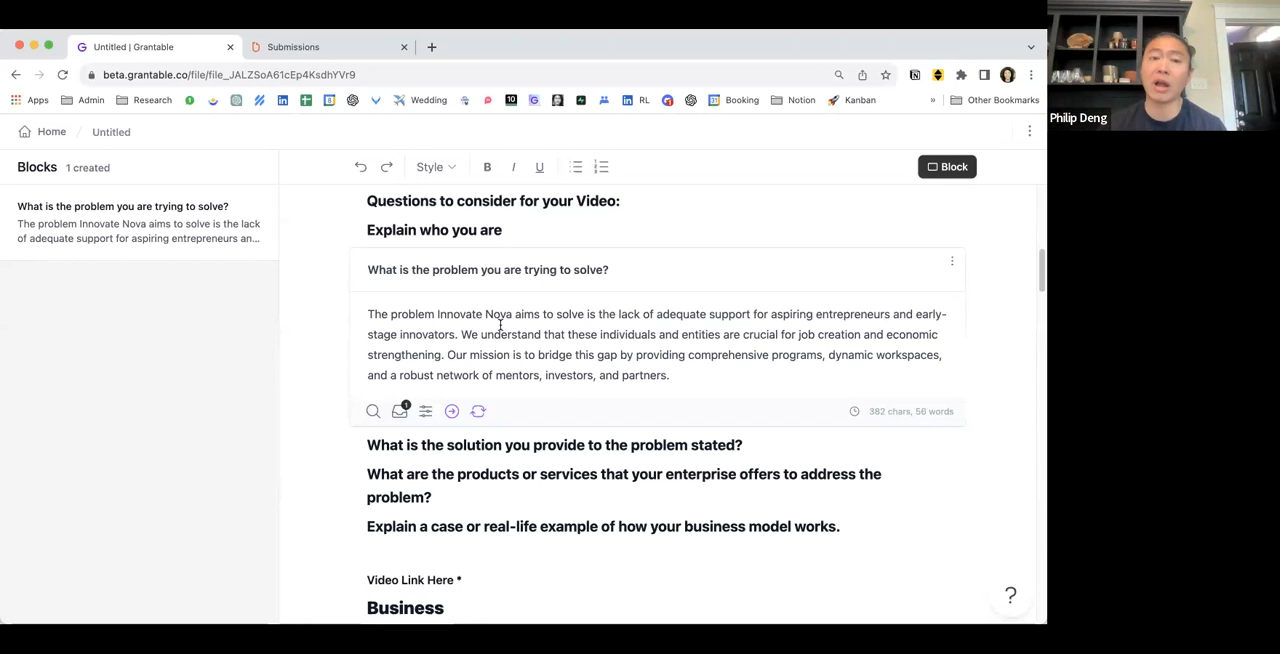 Untitled | Grantable
Submissions
beta.grantable.co/file/file_JALZSoA61cEp4KsdhYVr9
Apps
Admin
Research
Wedding
10
RL
Booking
Notion
Kanban
»
Other Bookmarks
Philip Deng
Home / Untitled
Blocks 1 created
Style
B I U
Block
What is the problem you are trying to solve?
The problem Innovate Nova aims to solve is the lack
of adequate support for aspiring entrepreneurs an...
Questions to consider for your Video:
Explain who you are
What is the problem you are trying to solve?
The problem Innovate Nova aims to solve is the lack of adequate support for aspiring entrepreneurs and early-
stage innovators. We understand that these individuals and entities are crucial for job creation and economic
strengthening. Our mission is to bridge this gap by providing comprehensive programs, dynamic workspaces,
and a robust network of mentors, investors, and partners.
1
382 chars, 56 words
What is the solution you provide to the problem stated?
What are the products or services that your enterprise offers to address the
problem?
Explain a case or real-life example of how your business model works.
Video Link Here *
Business
?